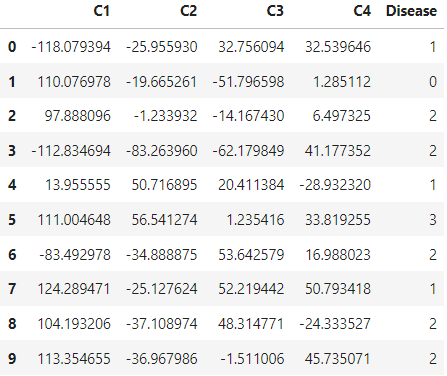 C1 C2 C3 C4 Disease
0 -118.079394 -25.955930 32.756094 32.539646 1
1 110.076978 -19.665261 -51.796598 1.285112 0
2 97.888096 -1.233932 -14.167430 6.497325 2
3 -112.834694 -83.263960 -62.179849 41.177352 2
4 13.955555 50.716895 20.411384 -28.932320 1
5 111.004648 56.541274 1.235416 33.819255 3
6 -83.492978 -34.888875 53.642579 16.988023 2
7 124.289471 -25.127624 52.219442 50.793418 1
8 104.193206 -37.108974 48.314771 -24.333527 2
9 113.354655 -36.967986 -1.511006 45.735071 2